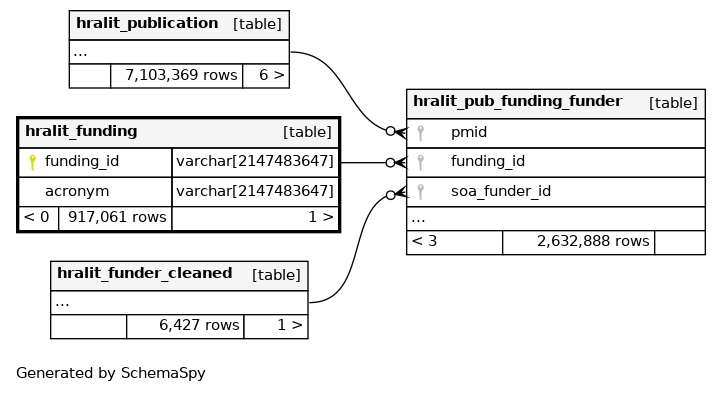 hralit_publication [table]
...
7,103,369 rows 6 >
hralit_funding [table]
funding_id varchar[2147483647]
acronym varchar[2147483647]
< 0 917,061 rows 1 >
hralit_funder_cleaned [table]
...
6,427 rows 1 >
hralit_pub_funding_funder [table]
pmid
funding_id
soa_funder_id
...
< 3 2,632,888 rows
Generated by SchemaSpy